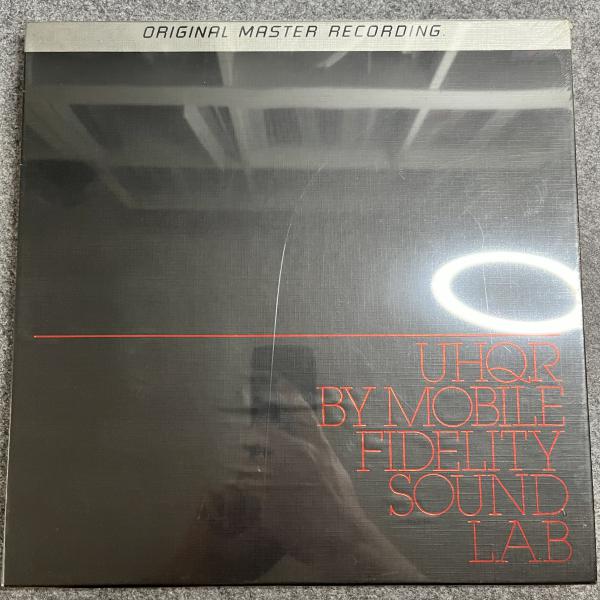 ORIGINAL MASTER RECORDING.
UHQR
BY MOBILE
FIDELITY
SOUND
LAB